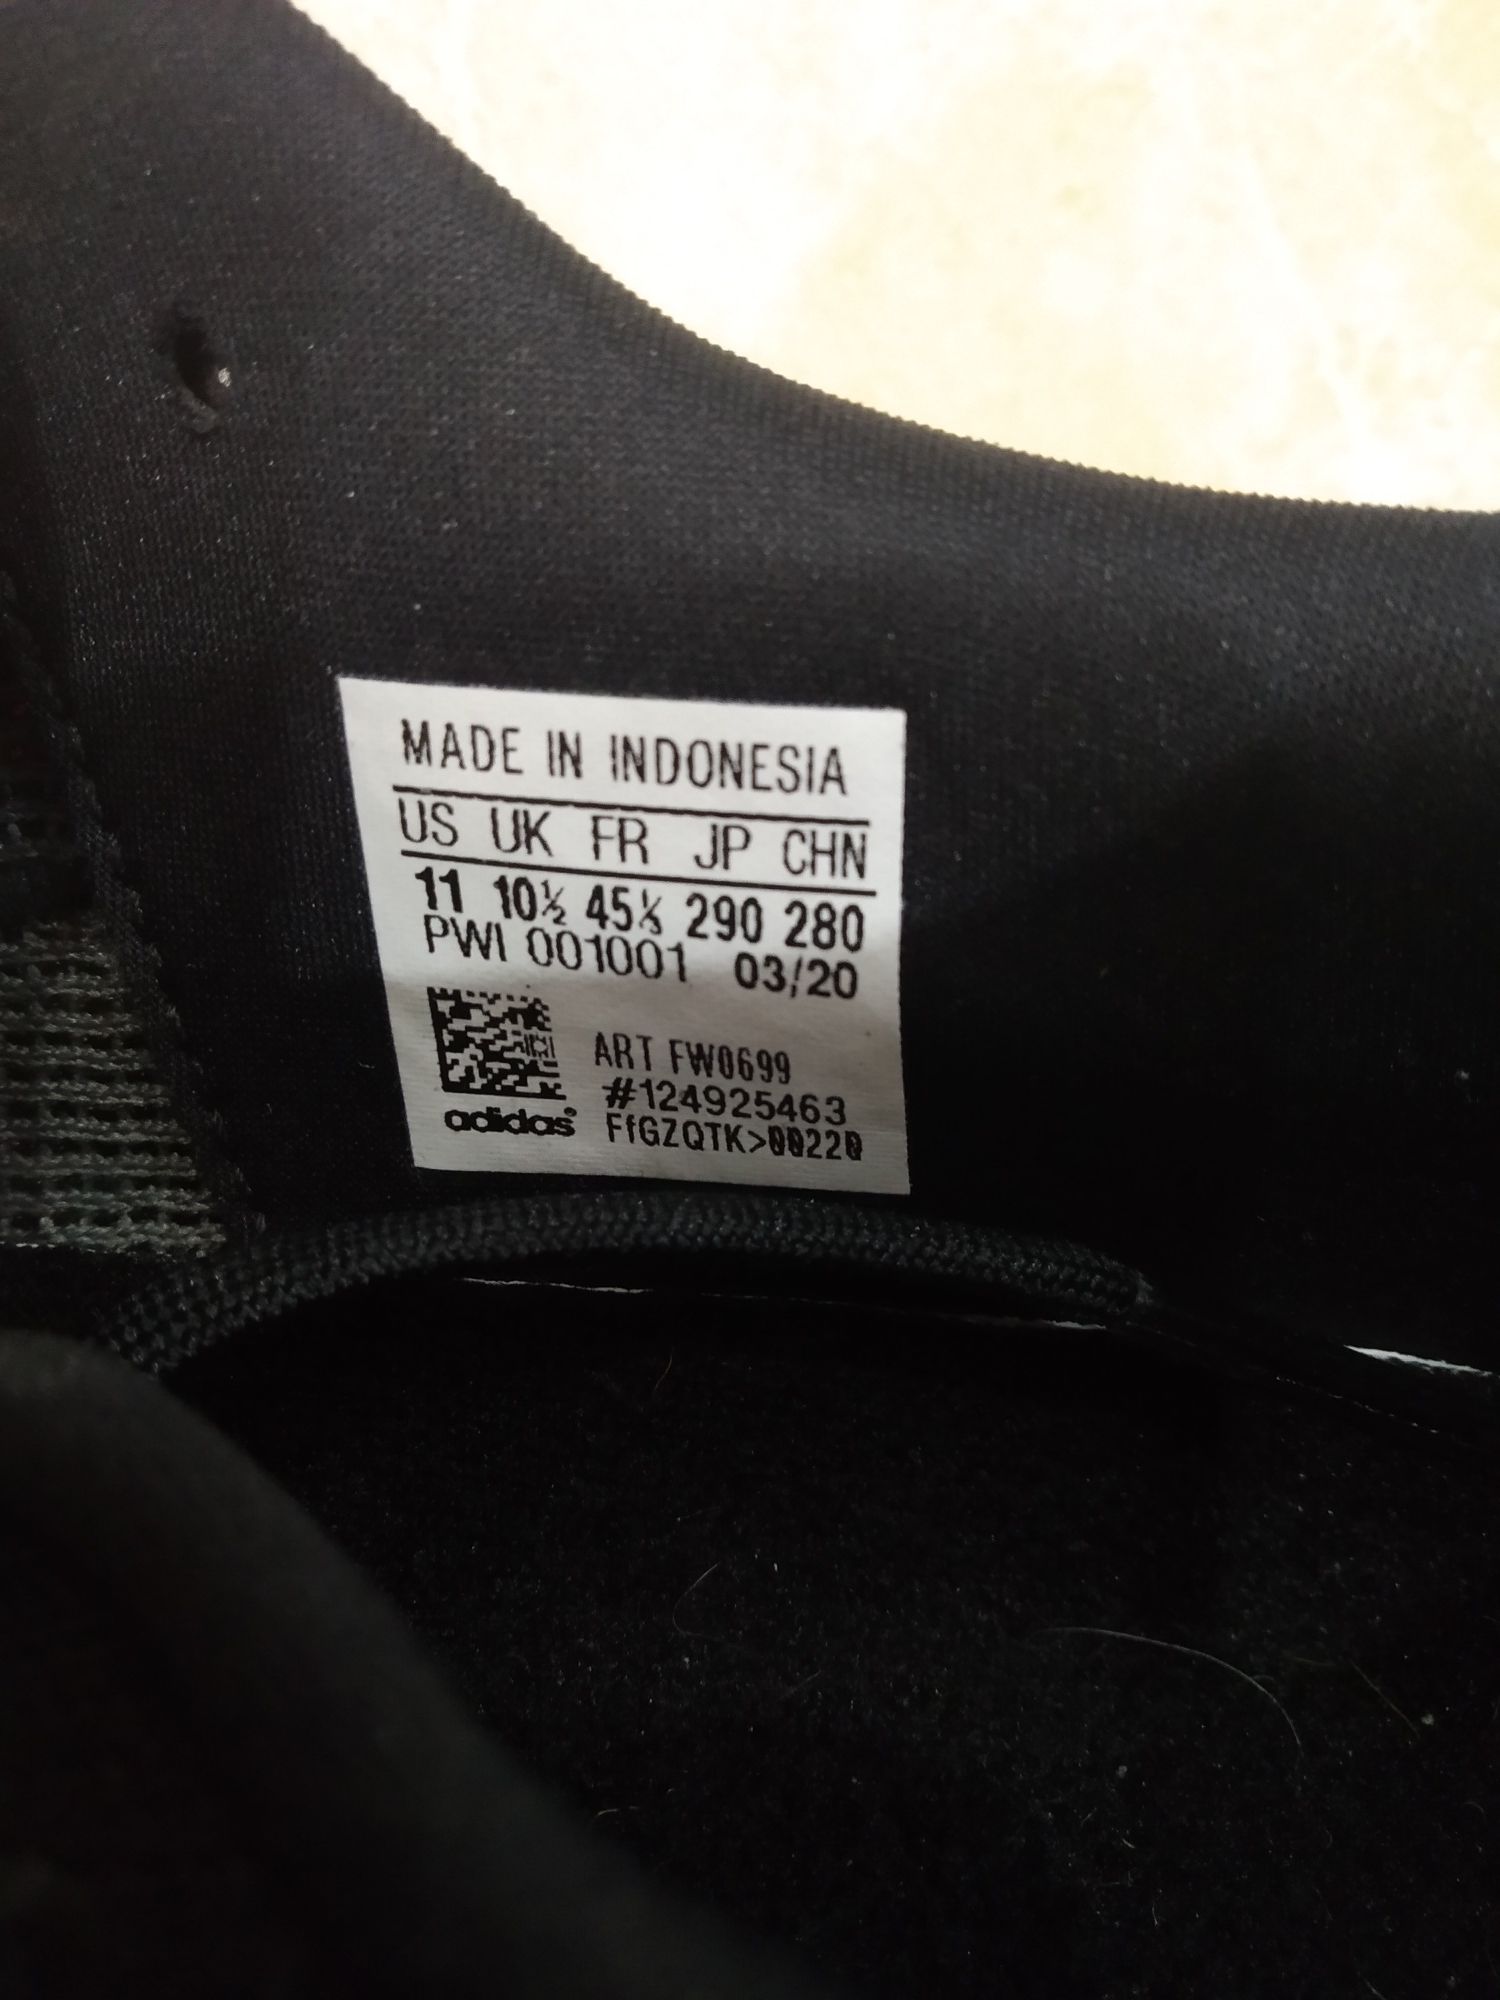 MADE IN INDONESIA
US UK FR JP CHN
11 10½ 45⅓ 290 280
PWI 001001 03/20
ART FW0699
#124925463
adidas®
FfGZQTK>00220